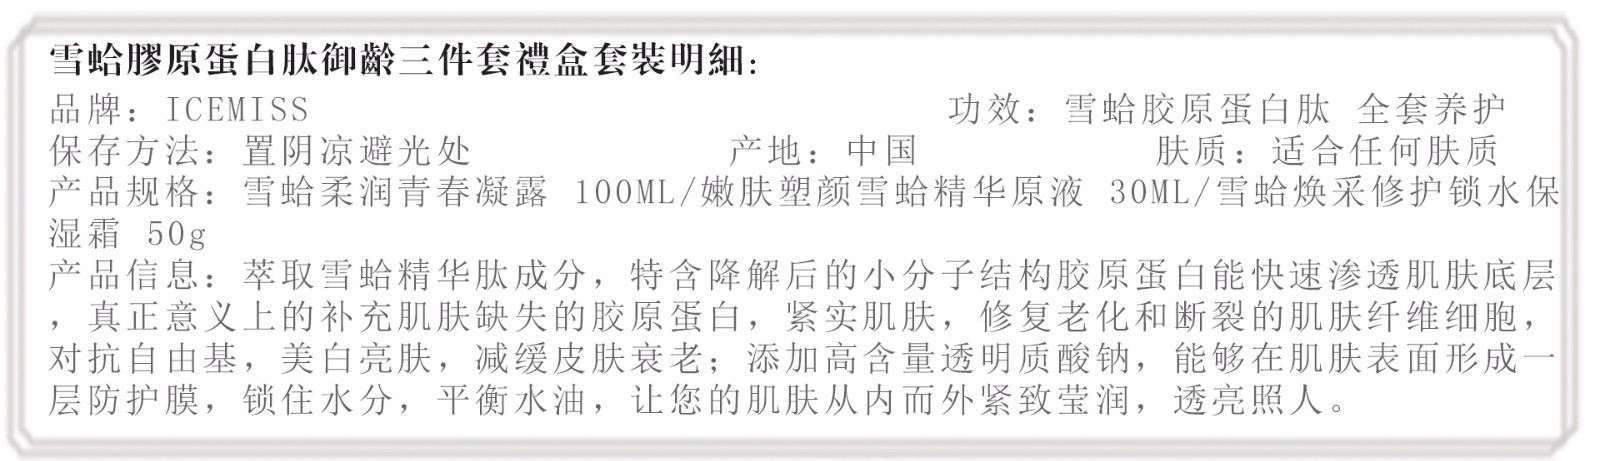 雪蛤膠原蛋白肽御齡三件套禮盒套裝明細：
品牌：ICEMISS 功效：雪蛤胶原蛋白肽 全套养护
保存方法：置阴凉避光处 产地：中国 肤质：适合任何肤质
产品规格：雪蛤柔润青春凝露 100ML/嫩肤塑颜雪蛤精华原液 30ML/雪蛤焕采修护锁水保
湿霜 50g
产品信息：萃取雪蛤精华肽成分，特含降解后的小分子结构胶原蛋白能快速渗透肌肤底层
，真正意义上的补充肌肤缺失的胶原蛋白，紧实肌肤，修复老化和断裂的肌肤纤维细胞，
对抗自由基，美白亮肤，减缓皮肤衰老；添加高含量透明质酸钠，能够在肌肤表面形成一
层防护膜，锁住水分，平衡水油，让您的肌肤从内而外紧致莹润，透亮照人。